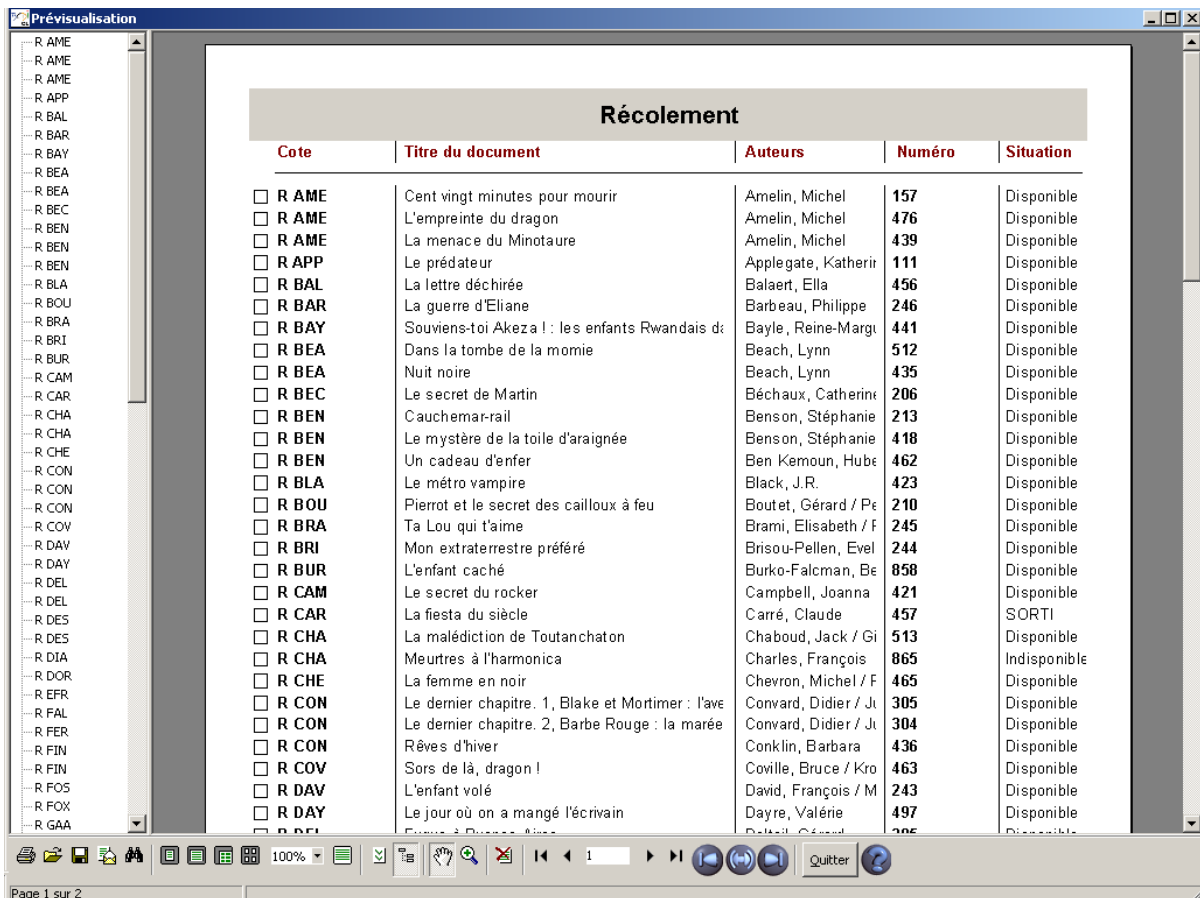 Prévisualisation
R AME
R AME
R AME
R APP
R BAL
R BAR
R BAY
R BEA
R BEA
R BEC
R BEN
R BEN
R BEN
R BLA
R BOU
R BRA
R BRI
R BUR
R CAM
R CAR
R CHA
R CHA
R CHE
R CON
R CON
R CON
R COV
R DAV
R DAY
R DEL
R DEL
R DES
R DES
R DIA
R DOR
R EFR
R FAL
R FER
R FIN
R FIN
R FOS
R FOX
R GAA
Récolement
Cote Titre du document Auteurs Numéro Situation
R AME Cent vingt minutes pour mourir Amelin, Michel 157 Disponible
R AME L'empreinte du dragon Amelin, Michel 476 Disponible
R AME La menace du Minotaure Amelin, Michel 439 Disponible
R APP Le prédateur Applegate, Katherin 111 Disponible
R BAL La lettre déchirée Balaert, Ella 456 Disponible
R BAR La guerre d'Eliane Barbeau, Philippe 246 Disponible
R BAY Souviens-toi Akeza ! : les enfants Rwandais da Bayle, Reine-Margu 441 Disponible
R BEA Dans la tombe de la momie Beach, Lynn 512 Disponible
R BEA Nuit noire Beach, Lynn 435 Disponible
R BEC Le secret de Martin Béchaux, Catherine 206 Disponible
R BEN Cauchemar-rail Benson, Stéphanie 213 Disponible
R BEN Le mystère de la toile d'araignée Benson, Stéphanie 418 Disponible
R BEN Un cadeau d'enfer Ben Kemoun, Hube 462 Disponible
R BLA Le métro vampire Black, J.R. 423 Disponible
R BOU Pierrot et le secret des cailloux à feu Boutet, Gérard / Pe 210 Disponible
R BRA Ta Lou qui t'aime Brami, Elisabeth / 245 Disponible
R BRI Mon extraterrestre préféré Brisou-Pellen, Evel 244 Disponible
R BUR L'enfant caché Burko-Falcman, Be 858 Disponible
R CAM Le secret du rocker Campbell, Joanna 421 Disponible
R CAR La fiesta du siècle Carré, Claude 457 SORTI
R CHA La malédiction de Toutanchaton Chaboud, Jack / Gi 513 Disponible
R CHA Meurtres à l'harmonica Charles, François 865 Indisponible
R CHE La femme en noir Chevron, Michel / 465 Disponible
R CON Le dernier chapitre. 1, Blake et Mortimer : l'ave Convard, Didier / Ju 305 Disponible
R CON Le dernier chapitre. 2, Barbe Rouge : la marée Convard, Didier / Ju 304 Disponible
R CON Rêves d'hiver Conklin, Barbara 436 Disponible
R COV Sors de là, dragon ! Coville, Bruce / Kro 463 Disponible
R DAV L'enfant volé David, François / M 243 Disponible
R DAY Le jour où on a mangé l'écrivain Dayre, Valérie 497 Disponible
100% 1 Quitter
Page 1 sur 2